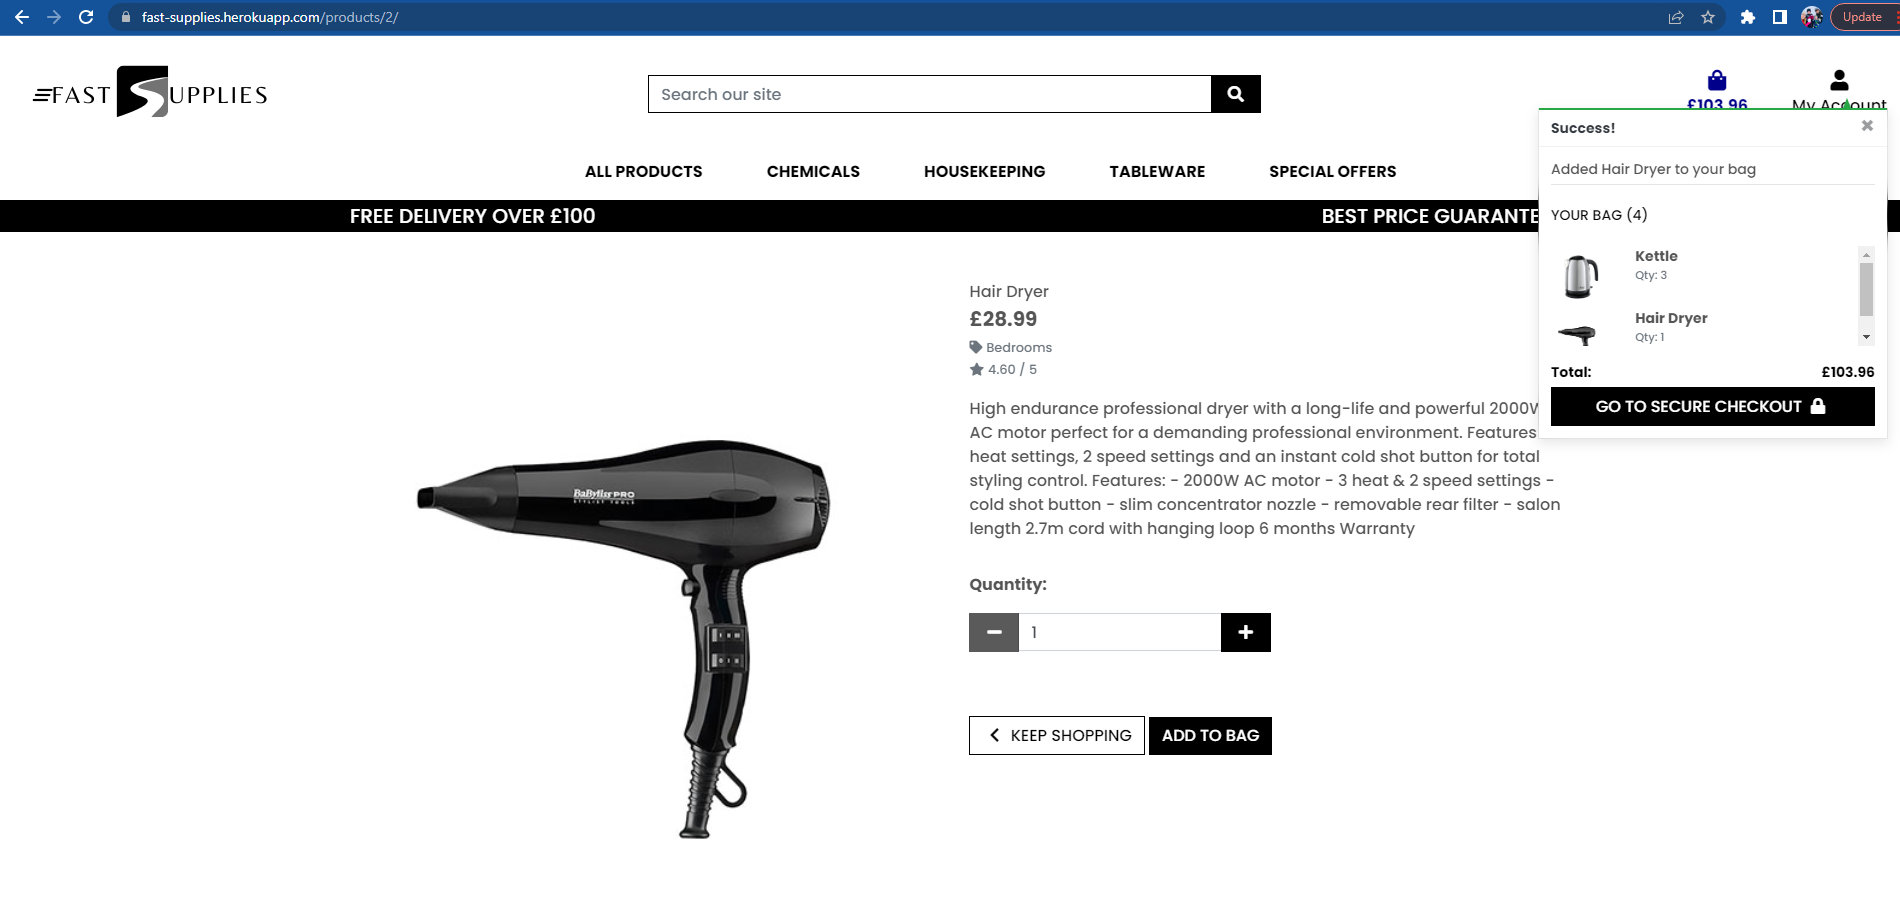 fast-supplies.herokuapp.com/products/2/
Update
FAST SUPPLIES
Search our site
£103.96
My Account
ALL PRODUCTS
CHEMICALS
HOUSEKEEPING
TABLEWARE
SPECIAL OFFERS
FREE DELIVERY OVER £100
BEST PRICE GUARANTE
Success!
Added Hair Dryer to your bag
YOUR BAG (4)
Kettle
Qty: 3
Hair Dryer
Qty: 1
Total: £103.96
GO TO SECURE CHECKOUT
Hair Dryer
£28.99
Bedrooms
4.60 / 5
High endurance professional dryer with a long-life and powerful 2000W
AC motor perfect for a demanding professional environment. Features
heat settings, 2 speed settings and an instant cold shot button for total
styling control. Features: - 2000W AC motor - 3 heat & 2 speed settings -
cold shot button - slim concentrator nozzle - removable rear filter - salon
length 2.7m cord with hanging loop 6 months Warranty
BaByliss PRO
STYLIST TOOLS
Quantity:
1
KEEP SHOPPING
ADD TO BAG